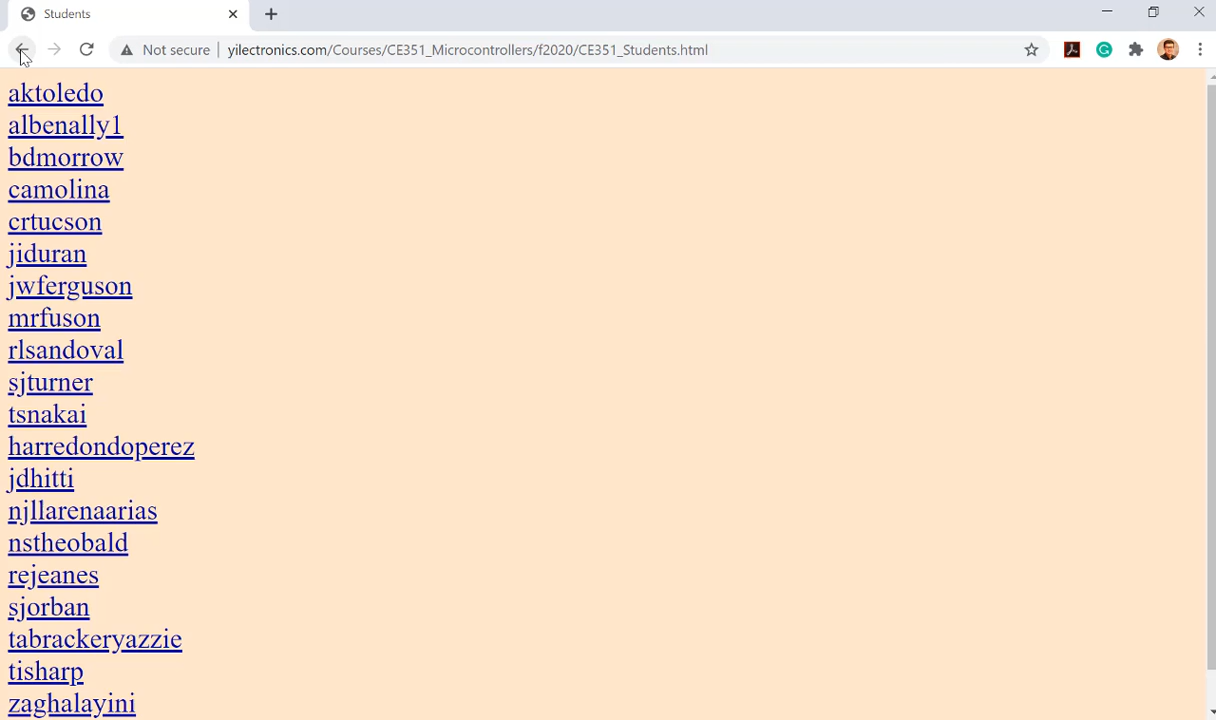 Students
Not secure | yilectronics.com/Courses/CE351_Microcontrollers/f2020/CE351_Students.html
aktoledo
albenally1
bdmorrow
camolina
crtucson
jiduran
jwferguson
mrfuson
rlsandoval
sjturner
tsnakai
harredondoperez
jdhitti
njllarenaarias
nstheobald
rejeanes
sjorban
tabrackeryazzie
tisharp
zaghalayini